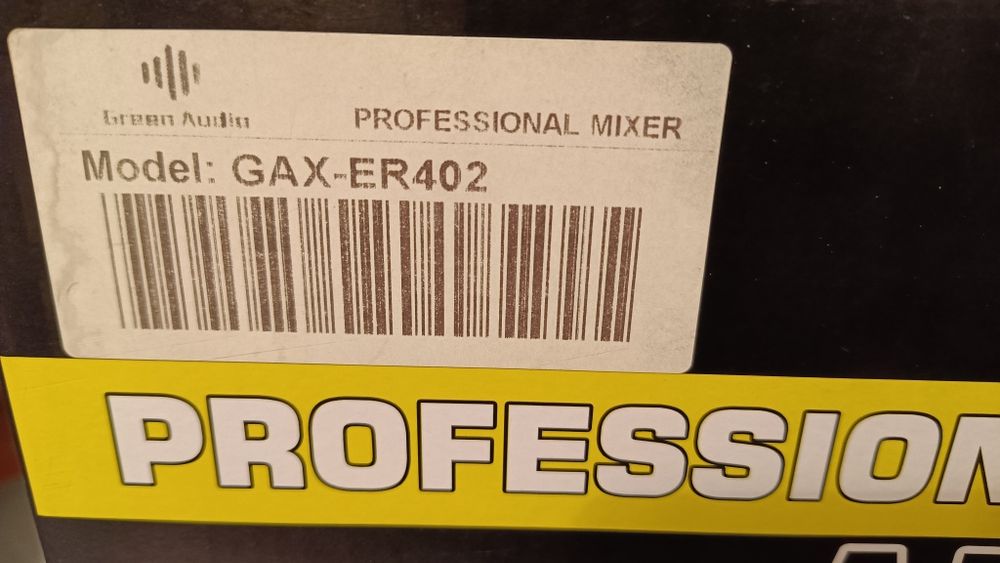 Green Audio
PROFESSIONAL MIXER
Model: GAX-ER402
PROFESSION